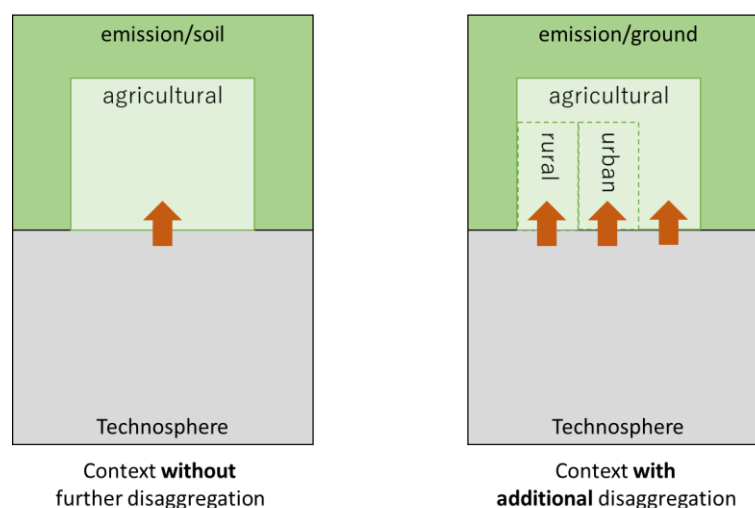 emission/soil
agricultural
Technosphere
Context without
further disaggregation
emission/ground
agricultural
rural
urban
Technosphere
Context with
additional disaggregation